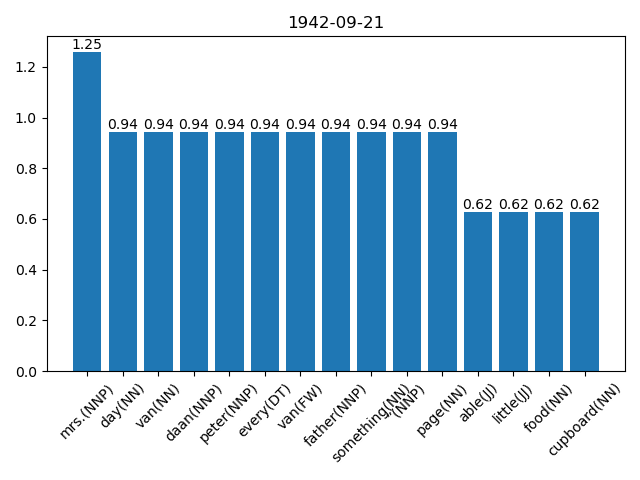 1942-09-21
1.25
0.94 0.94 0.94 0.94 0.94 0.94 0.94 0.94 0.94 0.94
0.62 0.62 0.62 0.62
1.2
1.0
0.8
0.6
0.4
0.2
0.0
mrs.(NNP)
day(NN)
van(NN)
daan(NNP)
peter(NNP)
every(DT)
van(FW)
father(NNP)
something(NN)
(NNP)
page(NN)
able(JJ)
little(JJ)
food(NN)
cupboard(NN)